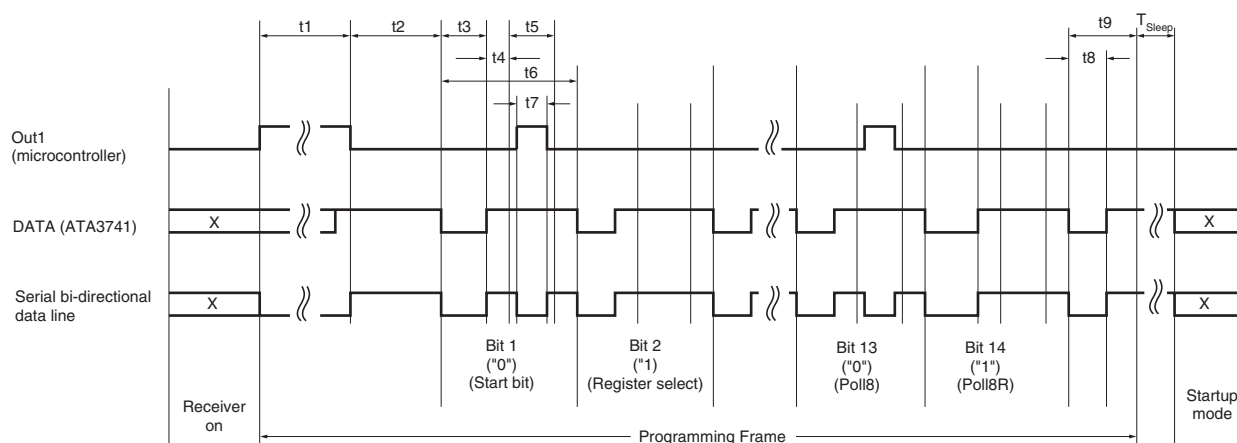 t1
t2
t3
t5
t9
T_Sleep
t4
t6
t8
t7
Out1
(microcontroller)
DATA (ATA3741)
X
X
Serial bi-directional
data line
X
X
Bit 1
("0")
(Start bit)
Bit 2
("1)
(Register select)
Bit 13
("0")
(Poll8)
Bit 14
("1")
(Poll8R)
Receiver
on
Startup
mode
Programming Frame